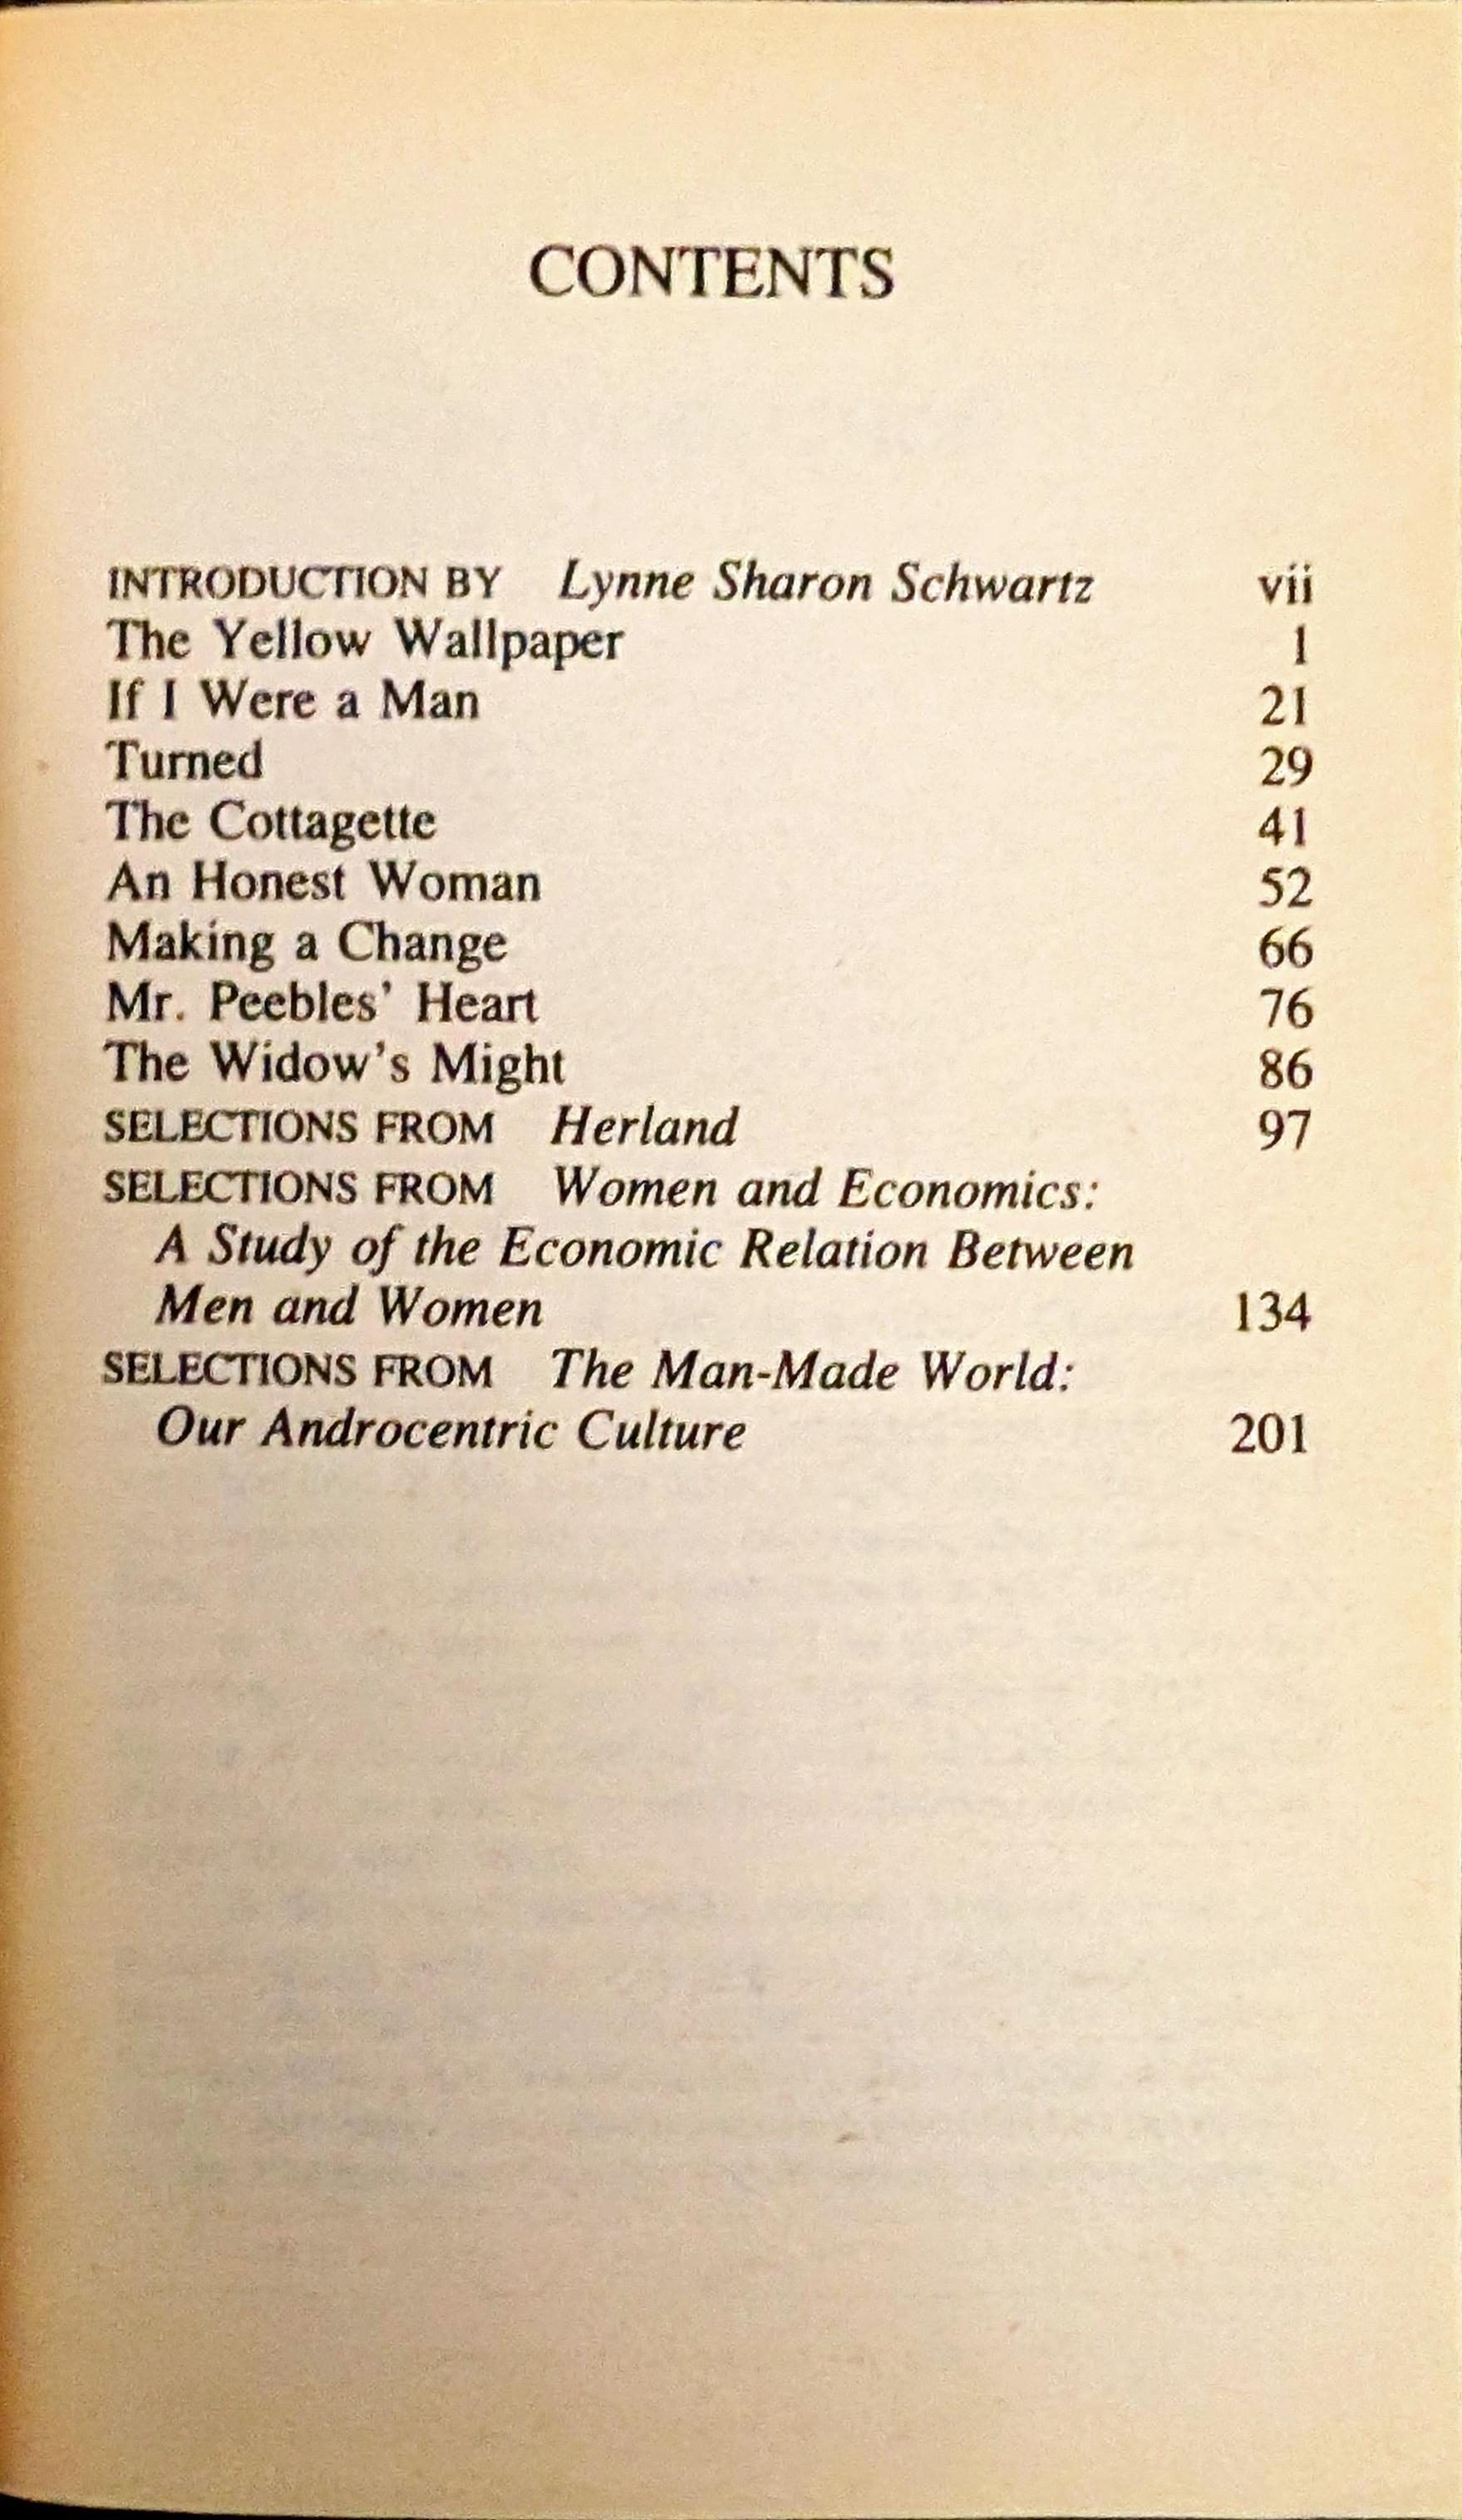 CONTENTS
INTRODUCTION BY Lynne Sharon Schwartz vii
The Yellow Wallpaper 1
If I Were a Man 21
Turned 29
The Cottagette 41
An Honest Woman 52
Making a Change 66
Mr. Peebles' Heart 76
The Widow's Might 86
SELECTIONS FROM Herland 97
SELECTIONS FROM Women and Economics:
A Study of the Economic Relation Between
Men and Women 134
SELECTIONS FROM The Man-Made World:
Our Androcentric Culture 201